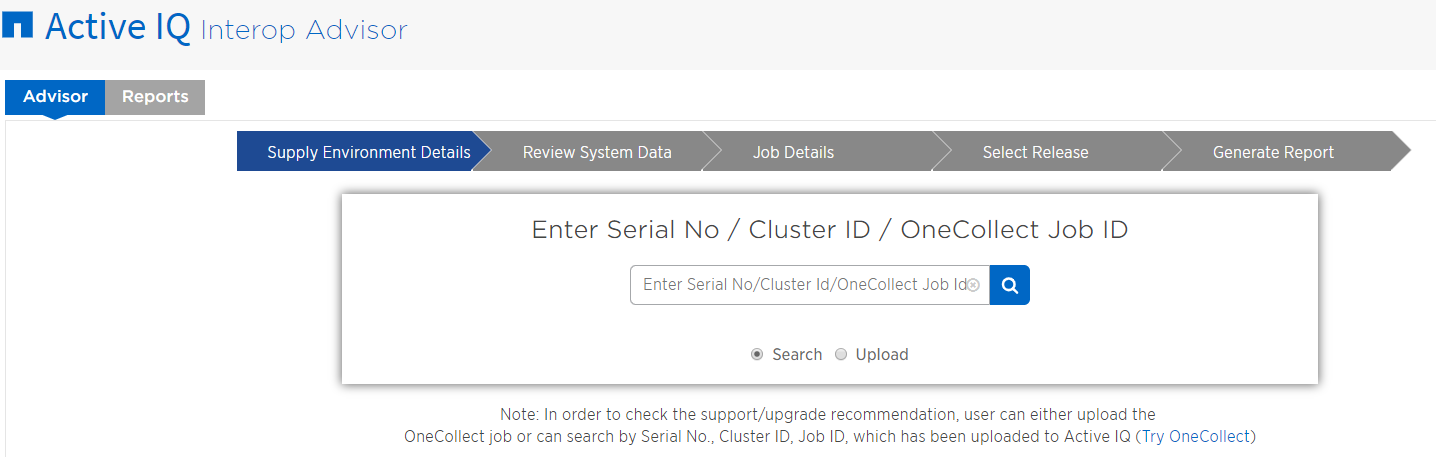 Active IQ Interop Advisor
Advisor Reports
Supply Environment Details Review System Data Job Details Select Release Generate Report
Enter Serial No / Cluster ID / OneCollect Job ID
Enter Serial No/Cluster Id/OneCollect Job Id
Search Upload
Note: In order to check the support/upgrade recommendation, user can either upload the
OneCollect job or can search by Serial No., Cluster ID, Job ID, which has been uploaded to Active IQ (Try OneCollect)